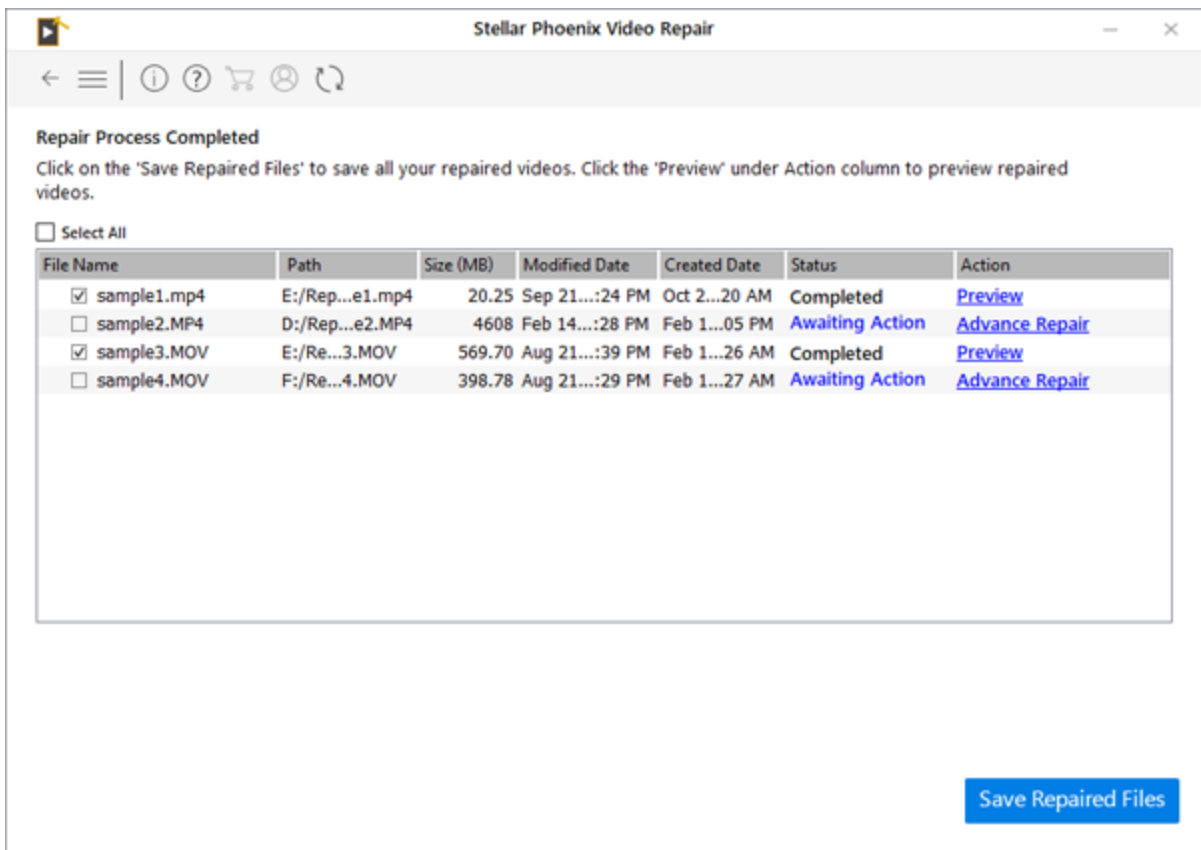 Stellar Phoenix Video Repair
Repair Process Completed
Click on the 'Save Repaired Files' to save all your repaired videos. Click the 'Preview' under Action column to preview repaired
videos.
Select All
File Name Path Size (MB) Modified Date Created Date Status Action
sample1.mp4 E:/Rep...e1.mp4 20.25 Sep 21...:24 PM Oct 2...20 AM Completed Preview
sample2.MP4 D:/Rep...e2.MP4 4608 Feb 14...:28 PM Feb 1...05 PM Awaiting Action Advance Repair
sample3.MOV E:/Re...3.MOV 569.70 Aug 21...:39 PM Feb 1...26 AM Completed Preview
sample4.MOV F:/Re...4.MOV 398.78 Aug 21...:29 PM Feb 1...27 AM Awaiting Action Advance Repair
Save Repaired Files